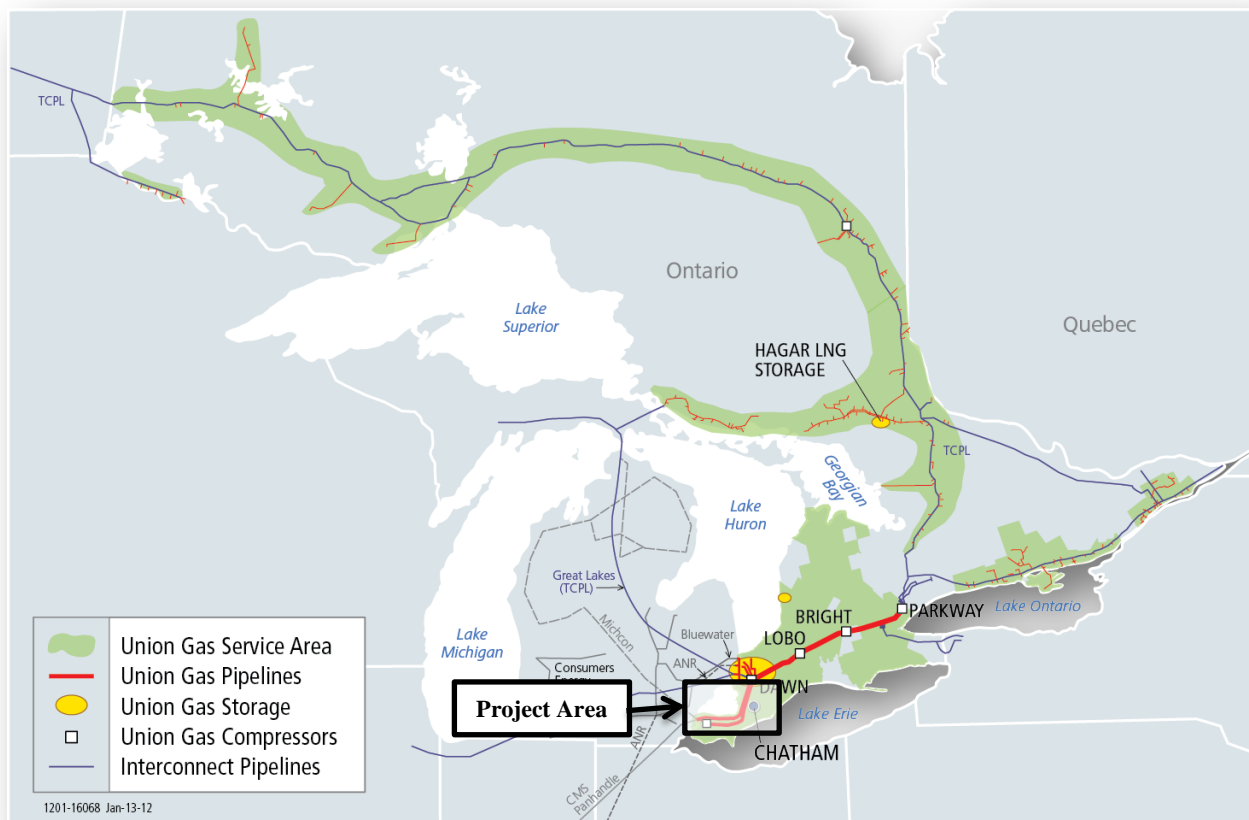 TCPL
Ontario
Quebec
Lake
Superior
HAGAR LNG
STORAGE
TCPL
Georgian
Bay
Lake
Huron
Great Lakes
(TCPL)
Lake
Michigan
Michcon
Bluewater
ANR
Consumers
Energy
BRIGHT
LOBO
PARKWAY
Lake Ontario
DAWN
Lake Erie
CHATHAM
Project Area
ANR
CMS
Panhandle
Union Gas Service Area
Union Gas Pipelines
Union Gas Storage
Union Gas Compressors
Interconnect Pipelines
1201-16068 Jan-13-12